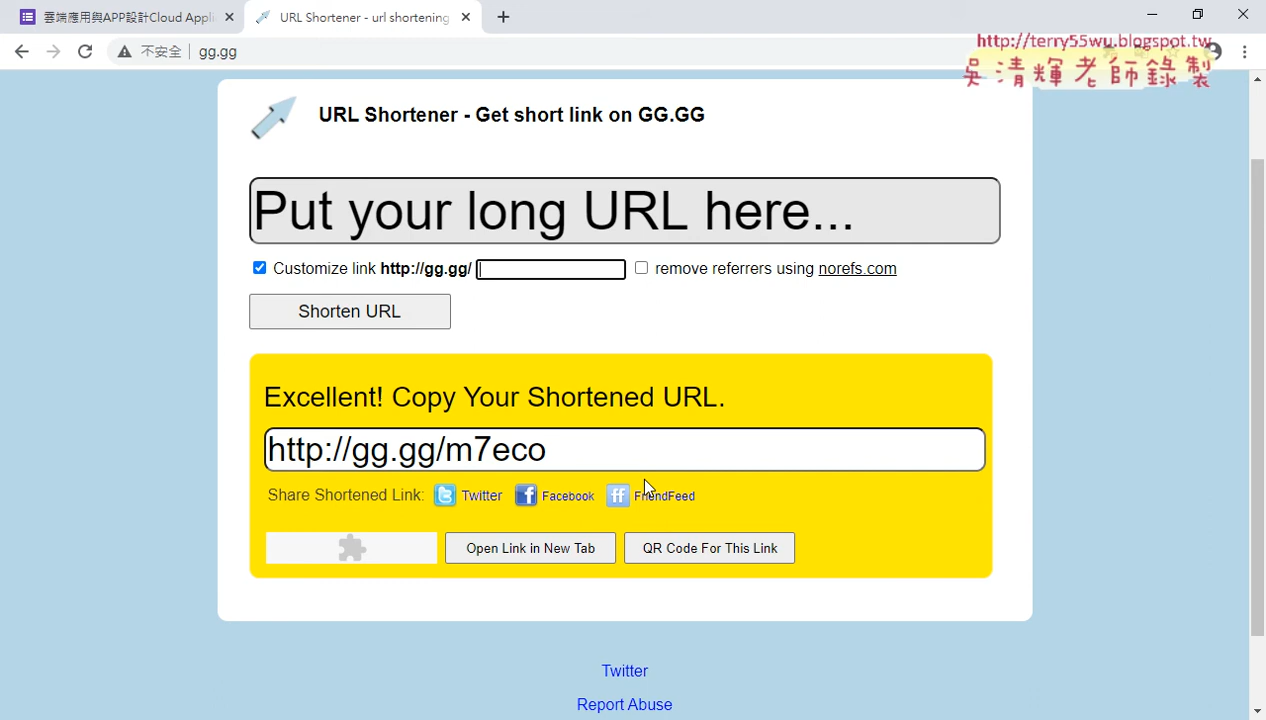 雲端應用與APP設計Cloud Appli
URL Shortener - url shortening
不安全
gg.gg
http://terry55wu.blogspot.tw
吳清輝老師錄製
URL Shortener - Get short link on GG.GG
Put your long URL here...
Customize link http://gg.gg/
remove referrers using norefs.com
Shorten URL
Excellent! Copy Your Shortened URL.
http://gg.gg/m7eco
Share Shortened Link: Twitter Facebook FriendFeed
Open Link in New Tab
QR Code For This Link
Twitter
Report Abuse